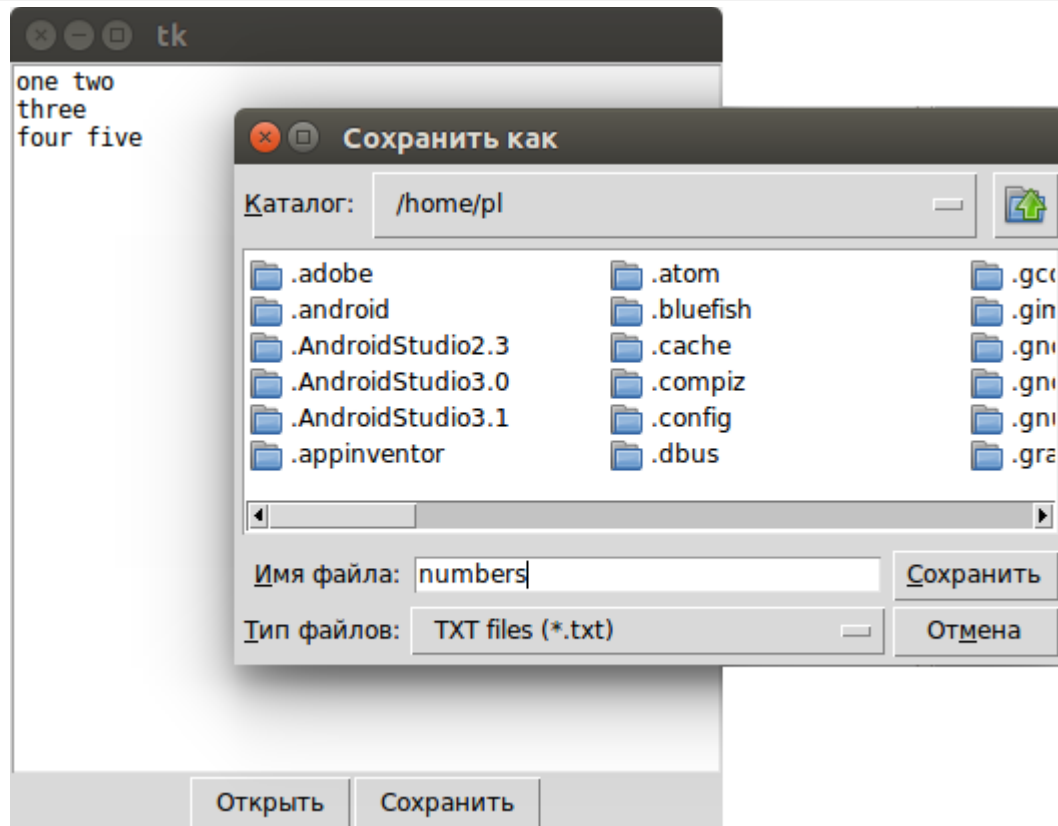 tk
one two
three
four five
Сохранить как
Каталог: /home/pl
.adobe
.android
.AndroidStudio2.3
.AndroidStudio3.0
.AndroidStudio3.1
.appinventor
.atom
.bluefish
.cache
.compiz
.config
.dbus
Имя файла: numbers Сохранить
Тип файлов: TXT files (*.txt) Отмена
Открыть Сохранить